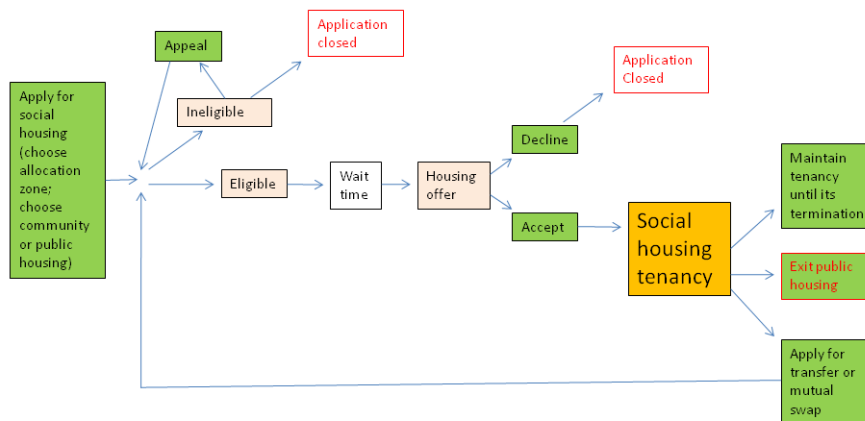 Application
closed
Appeal
Application
Closed
Apply for
social
housing
(choose
allocation
zone;
choose
community
or public
housing)
Ineligible
Decline
Eligible
Wait
time
Housing
offer
Accept
Social
housing
tenancy
Maintain
tenancy
until its
termination
Exit public
housing
Apply for
transfer or
mutual
swap